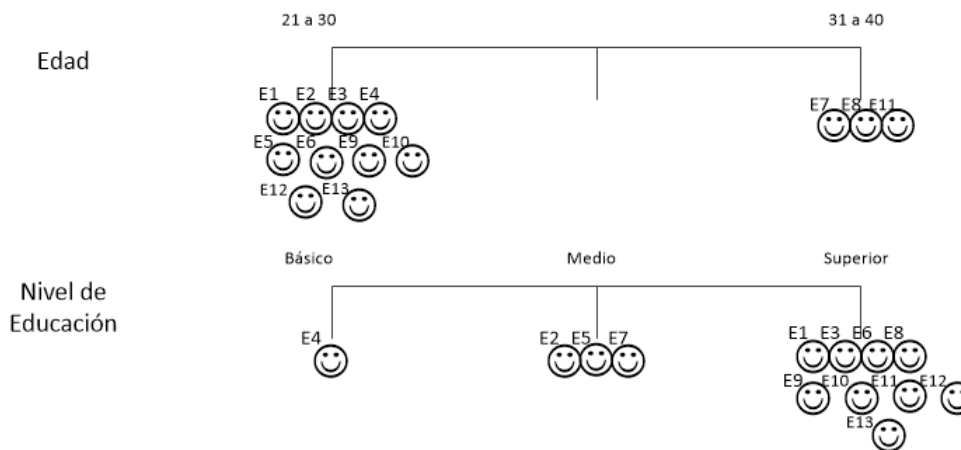 21 a 30
31 a 40
Edad
E1 E2 E3 E4
E7 E8 E11
E5 E6 E9 E10
E12 E13
Básico
Medio
Superior
Nivel de
Educación
E4
E2 E5 E7
E1 E3 E6 E8
E9 E10 E11 E12
E13